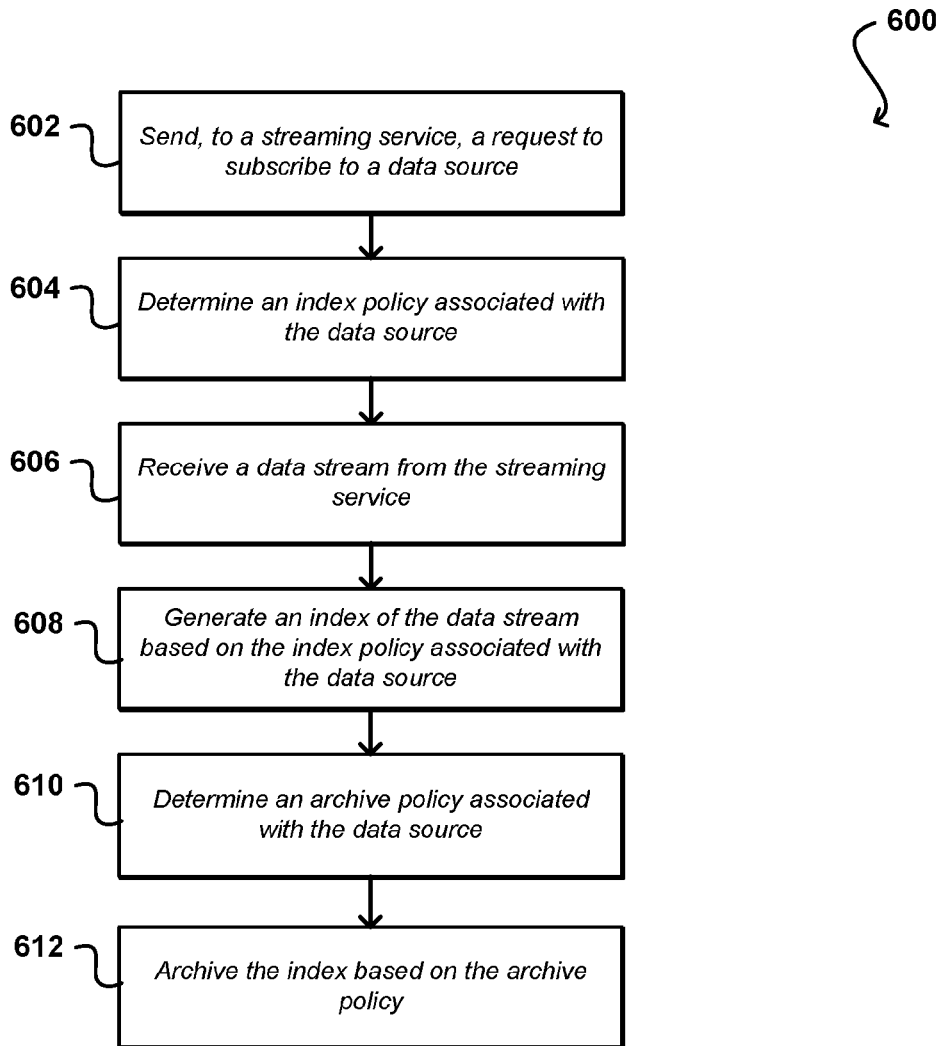 600
602
Send, to a streaming service, a request to
subscribe to a data source
604
Determine an index policy associated with
the data source
606
Receive a data stream from the streaming
service
608
Generate an index of the data stream
based on the index policy associated with
the data source
610
Determine an archive policy associated
with the data source
612
Archive the index based on the archive
policy